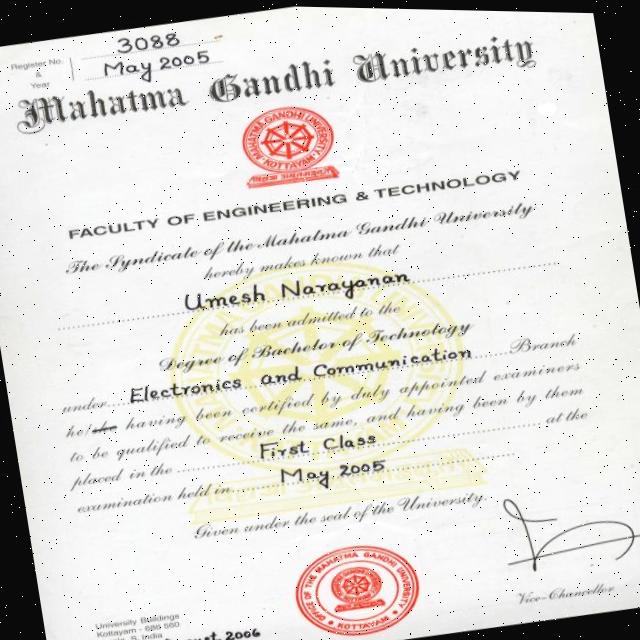 Register No. & Year
3088
May 2005
Mahatma Gandhi University
MAHATMA GANDHI UNIVERSITY
KOTTAYAM
FACULTY OF ENGINEERING & TECHNOLOGY
The Syndicate of the Mahatma Gandhi University
hereby makes known that
Umesh Narayanan
has been admitted to the
Degree of Bachelor of Technology
under Electronics and Communication Branch
he/she having been certified by duly appointed examiners
to be qualified to receive the same, and having been by them
placed in the First Class at the
examination held in May 2005
Given under the seal of the University
OFFICE OF THE MAHATMA GANDHI UNIVERSITY
KOTTAYAM
Vice-Chancellor
University Buildings
Kottayam - 686 560
S. India
2006